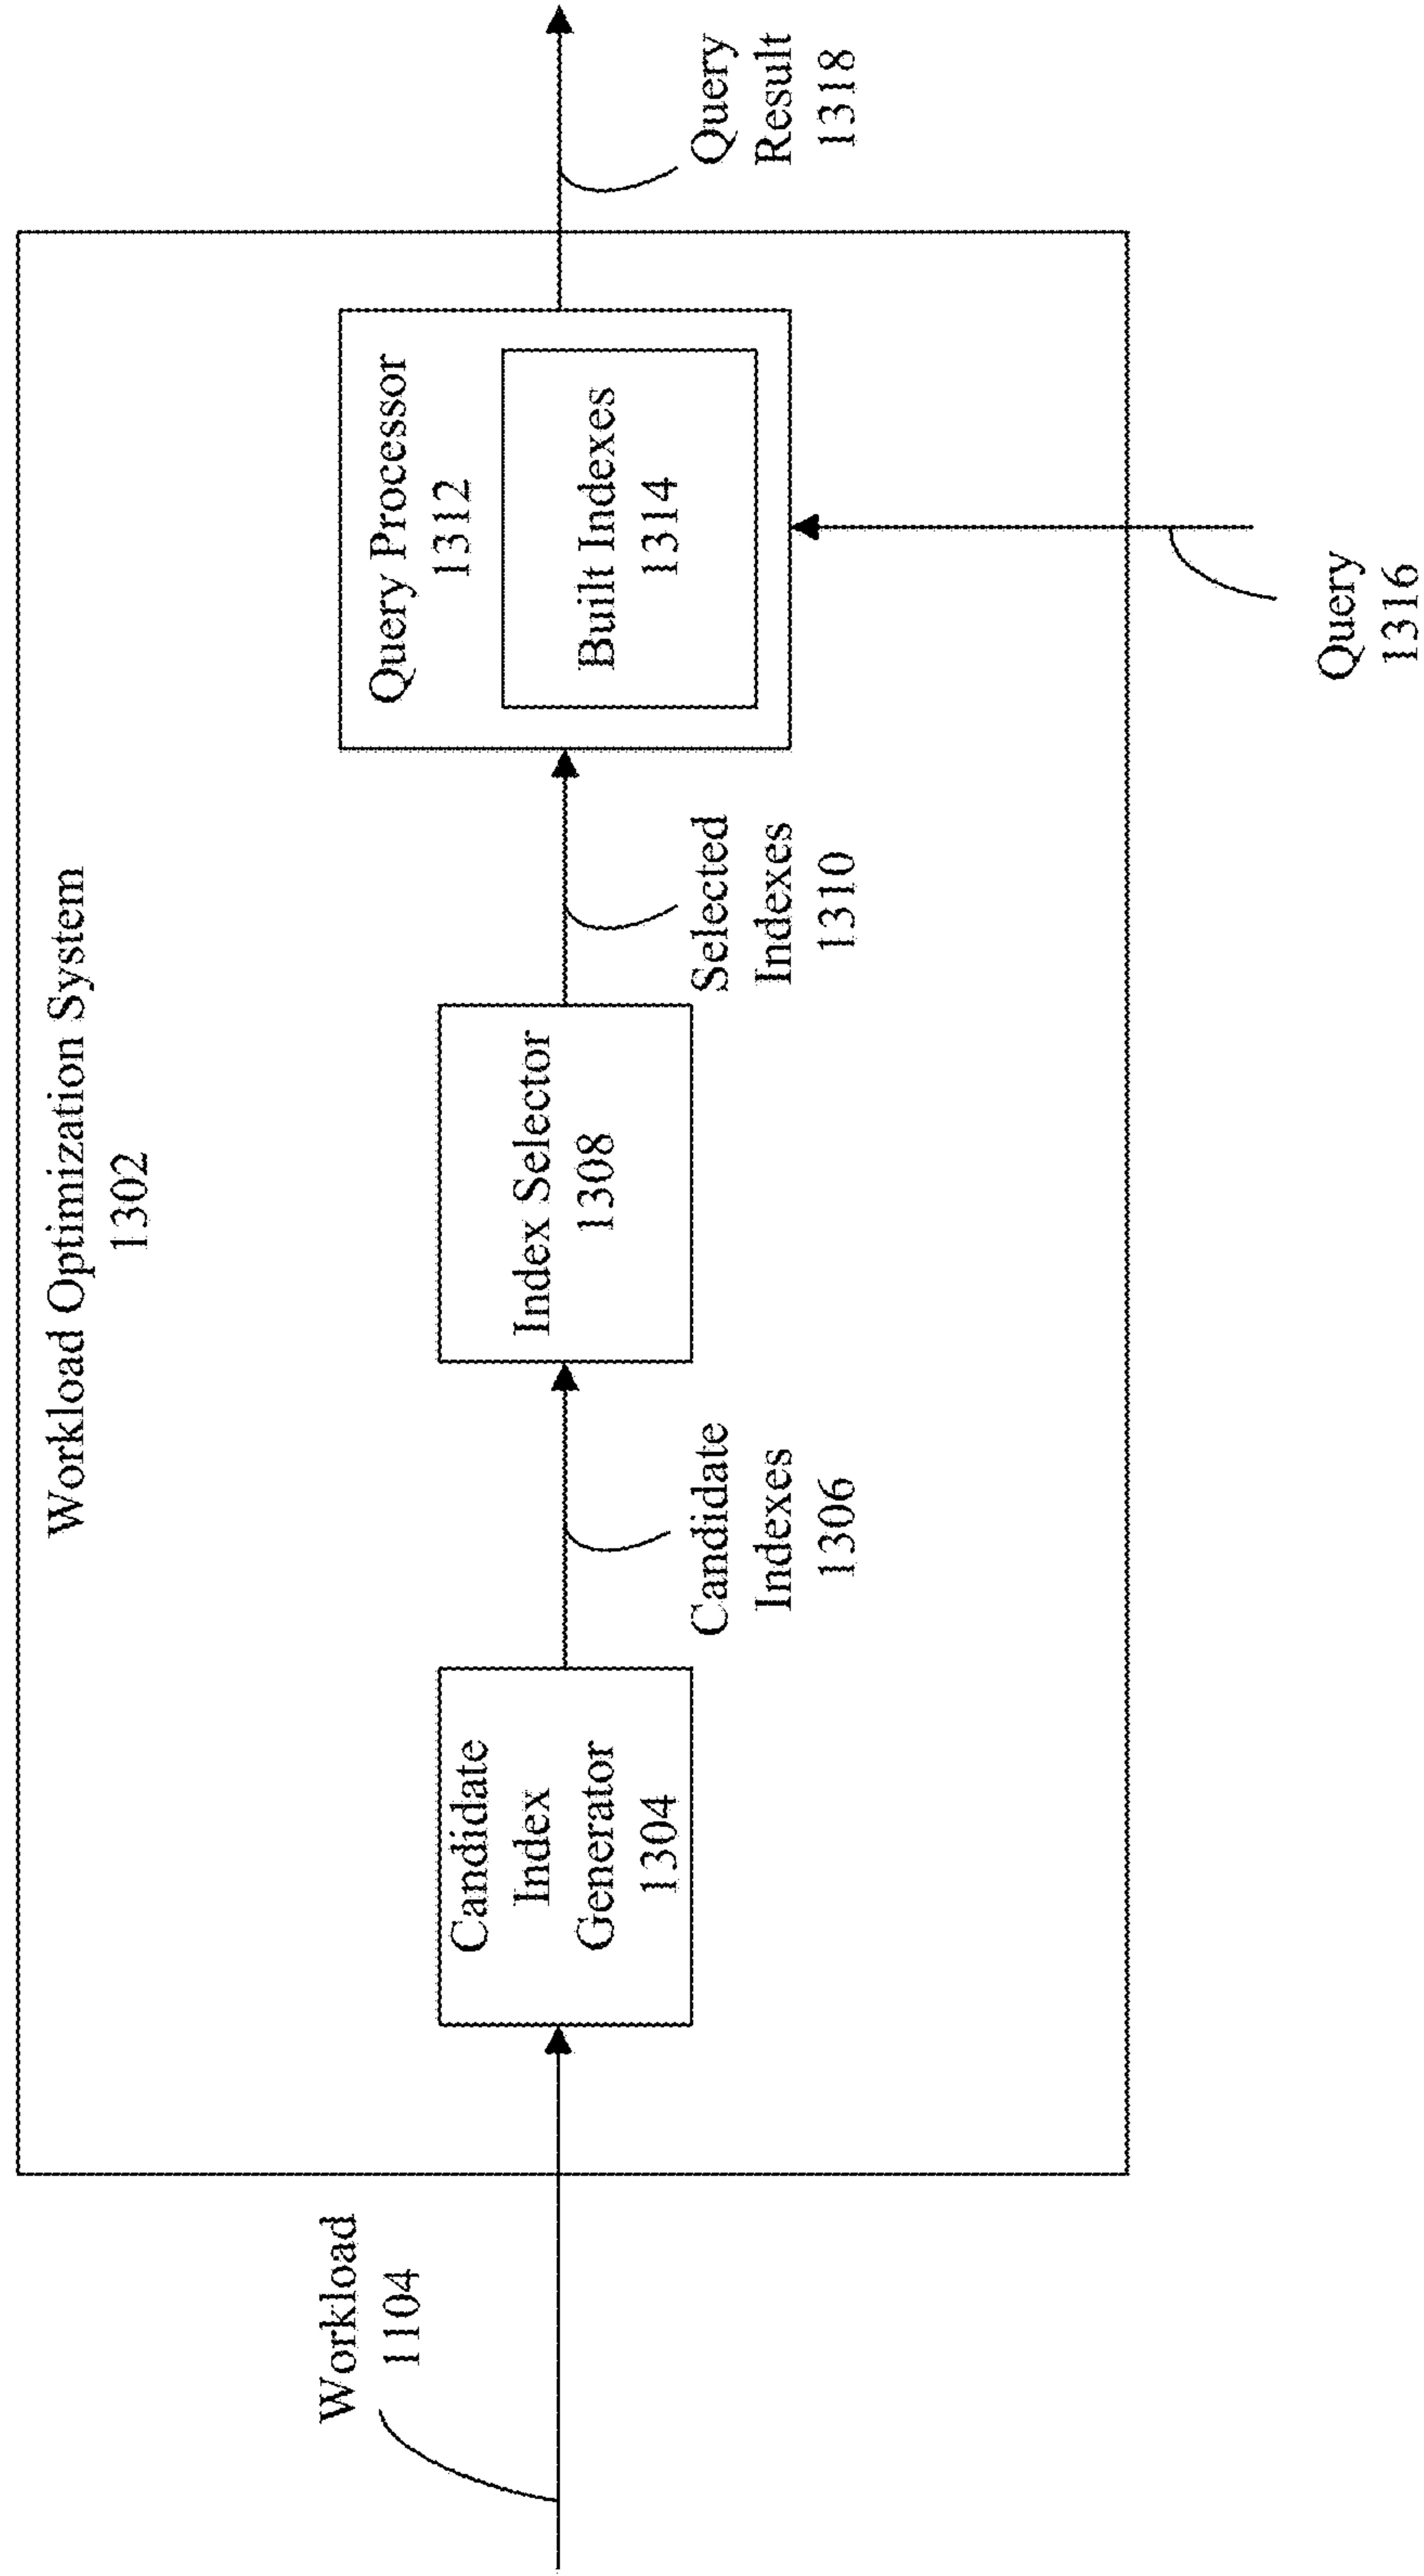 Workload Optimization System
1302
Workload
1104
Candidate
Index
Generator
1304
Candidate
Indexes
1306
Index Selector
1308
Selected
Indexes
1310
Query Processor
1312
Built Indexes
1314
Query
1316
Query
Result
1318